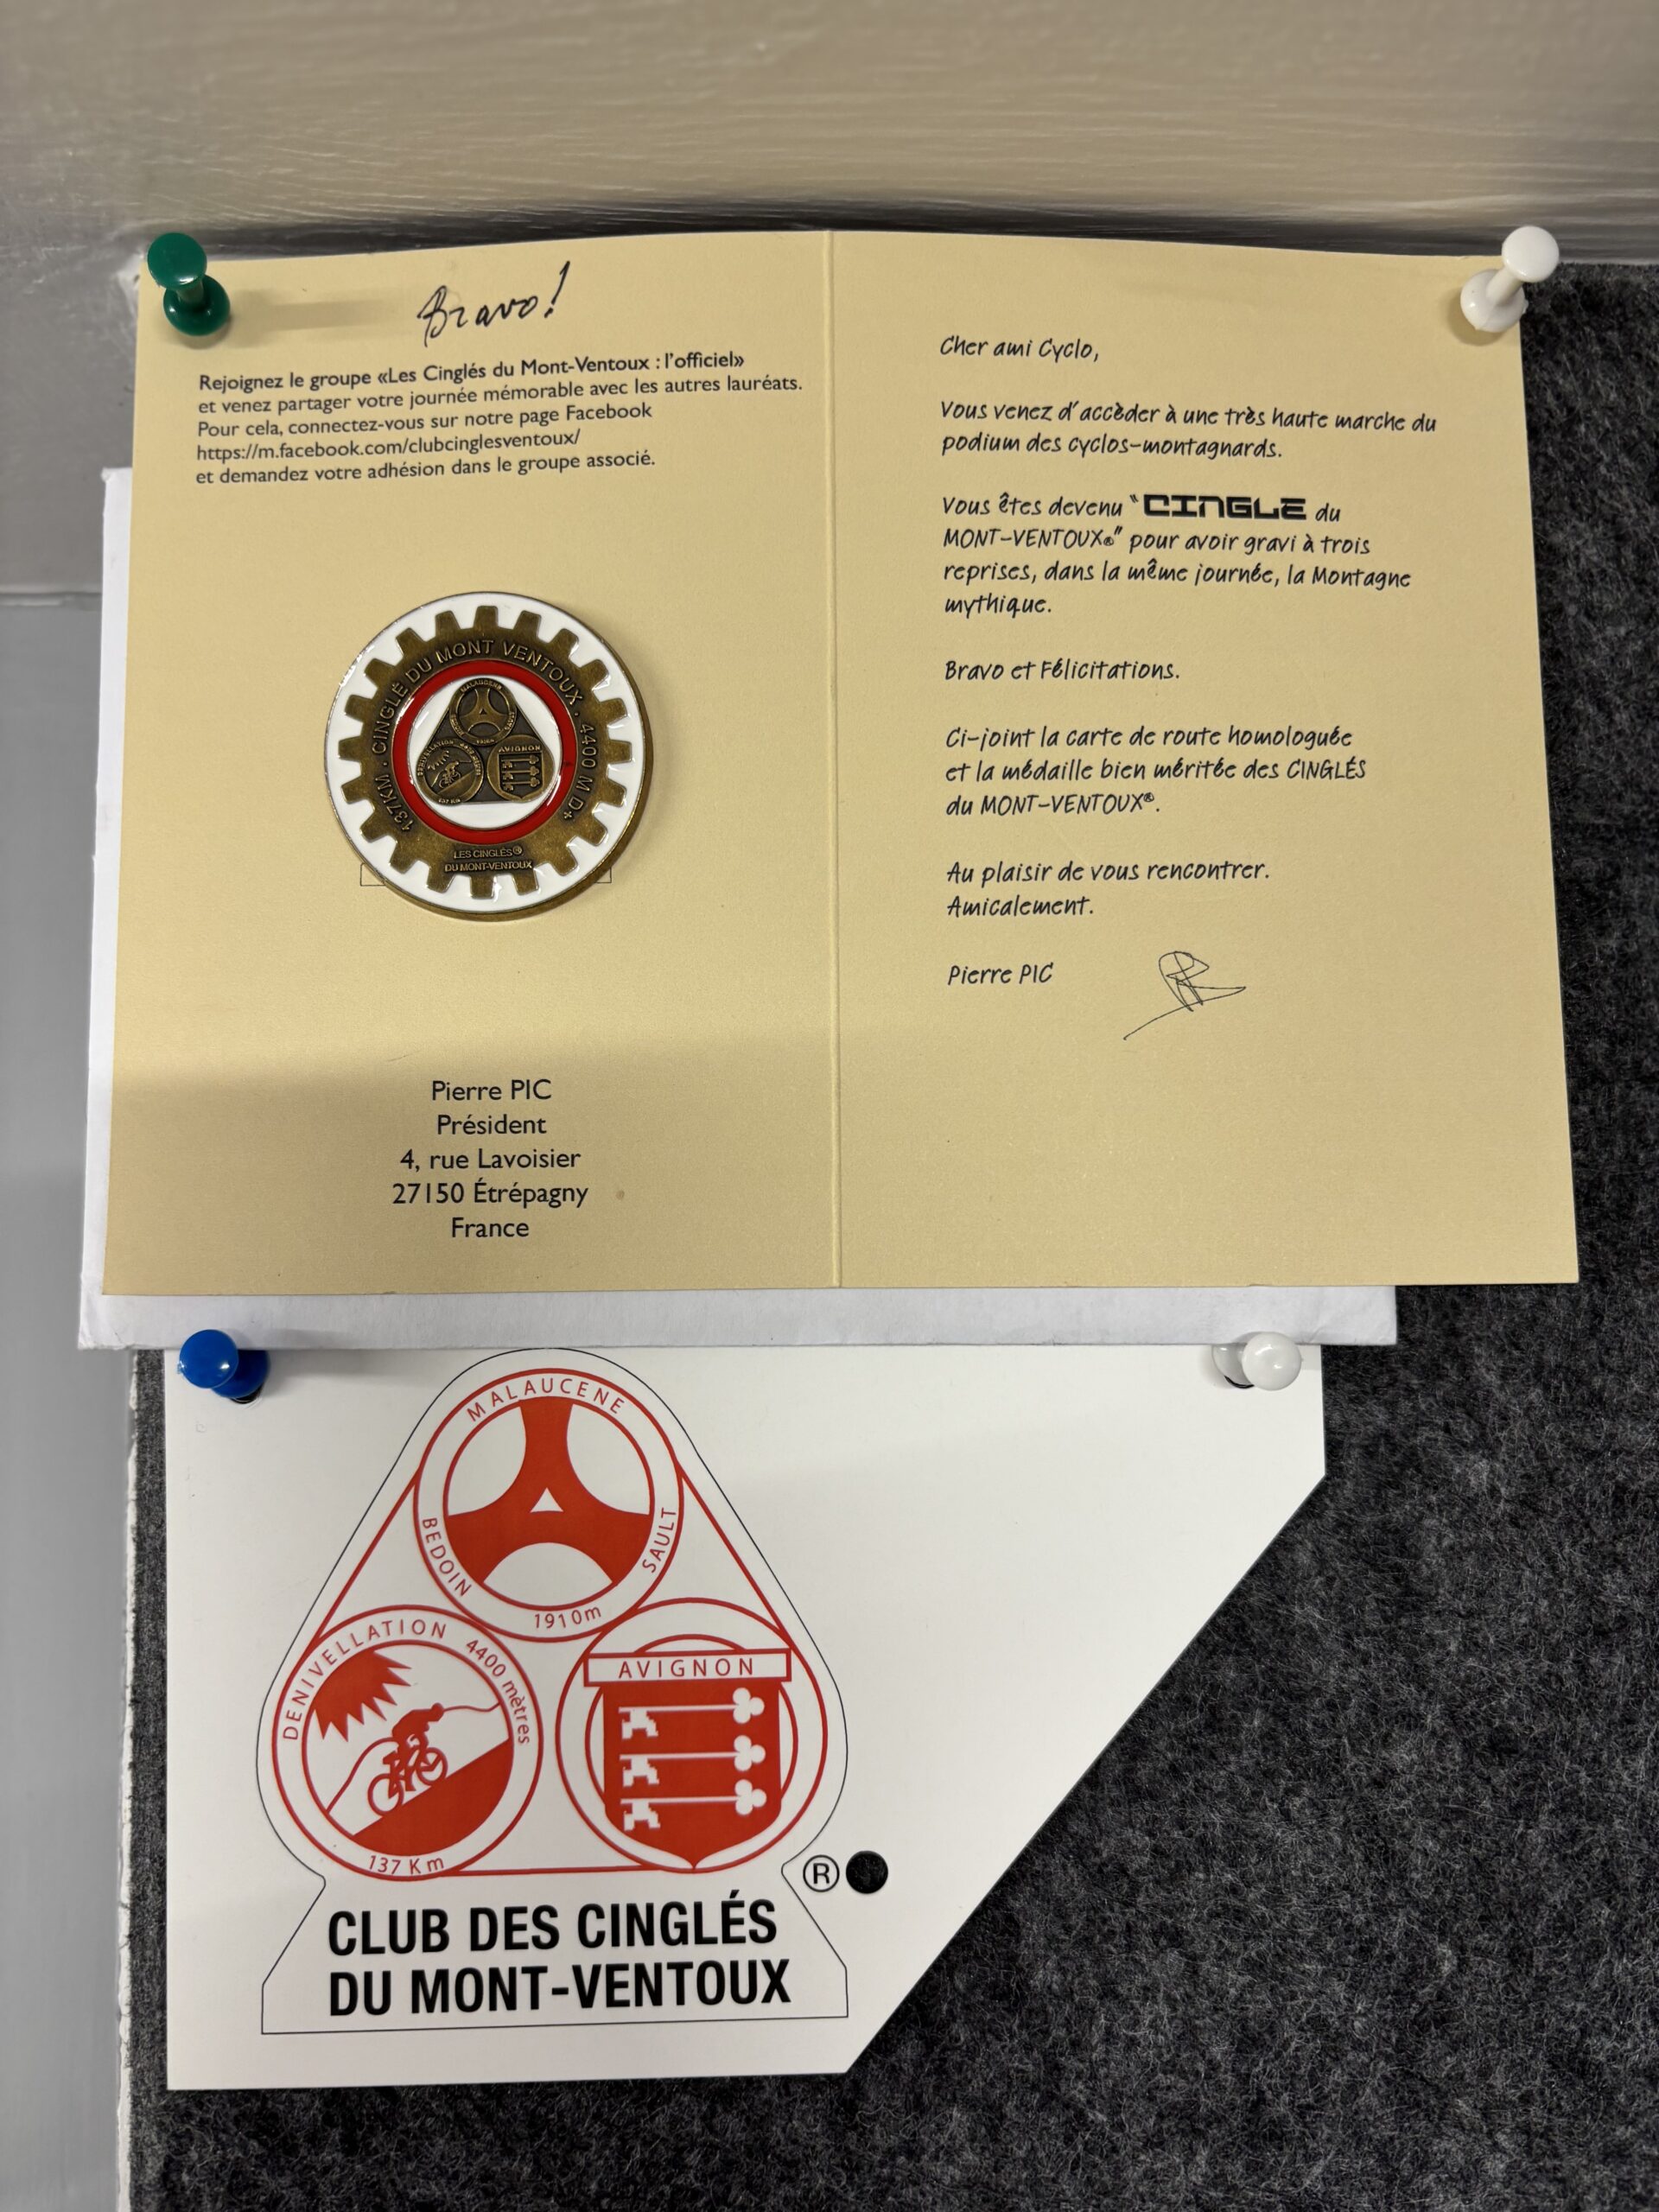 Bravo!
Rejoignez le groupe «Les Cinglés du Mont-Ventoux : l'officiel»
et venez partager votre journée mémorable avec les autres lauréats.
Pour cela, connectez-vous sur notre page Facebook
https://m.facebook.com/clubcinglesventoux/
et demandez votre adhésion dans le groupe associé.
137KM · CINGLÉ DU MONT VENTOUX · 4400 M D+
MALAUCENE
AVIGNON
137 KM
LES CINGLÉS®
DU MONT-VENTOUX
Pierre PIC
Président
4, rue Lavoisier
27150 Étrépagny
France
Cher ami Cyclo,
Vous venez d'accèder à une très haute marche du
podium des cyclos-montagnards.
Vous êtes devenu "CINGLE du
MONT-VENTOUX®" pour avoir gravi à trois
reprises, dans la même journée, la Montagne
mythique.
Bravo et Félicitations.
Ci-joint la carte de route homologuée
et la médaille bien méritée des CINGLÉS
du MONT-VENTOUX®.
Au plaisir de vous rencontrer.
Amicalement.
Pierre PIC
MALAUCENE
BEDOIN
SAULT
1910m
DENIVELLATION 4400 mètres
137 Km
AVIGNON
®
CLUB DES CINGLÉS
DU MONT-VENTOUX